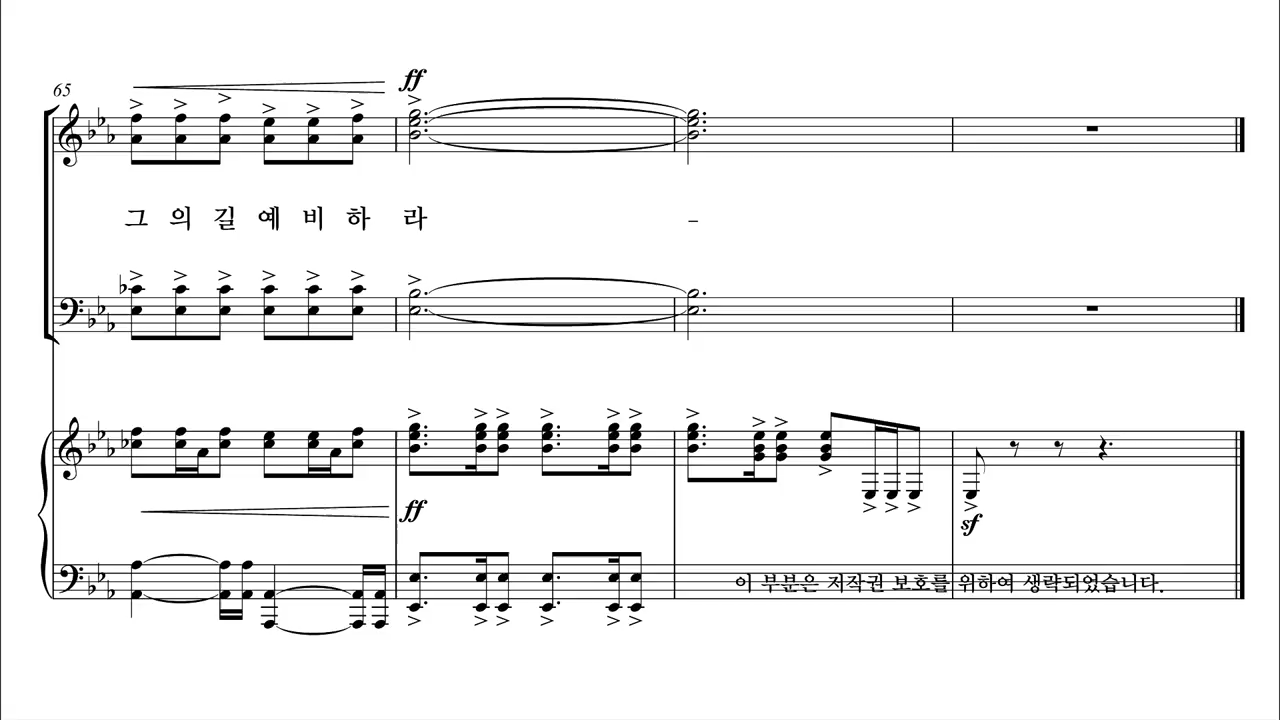 65
ff
그 의 길 예 비 하 라 -
ff
sf
이 부분은 저작권 보호를 위하여 생략되었습니다.